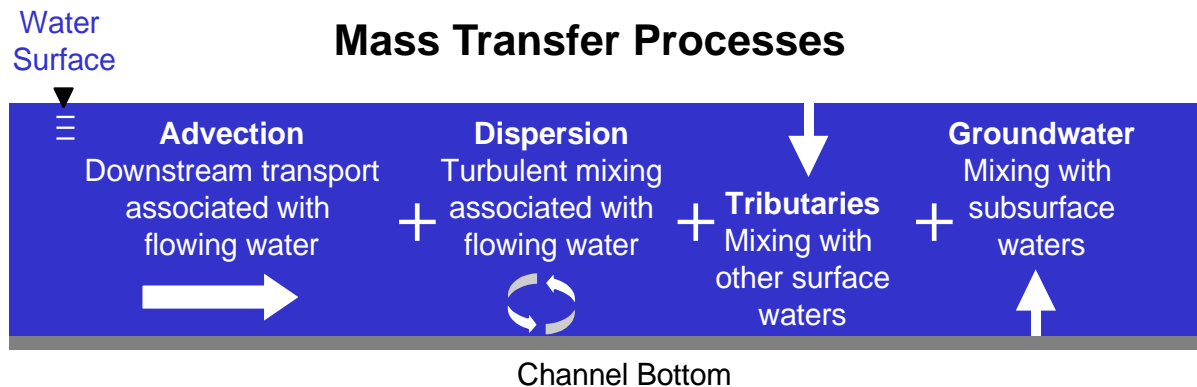 Water
Surface
Mass Transfer Processes
Advection
Downstream transport
associated with
flowing water
+
Dispersion
Turbulent mixing
associated with
flowing water
+
Tributaries
Mixing with
other surface
waters
+
Groundwater
Mixing with
subsurface
waters
Channel Bottom